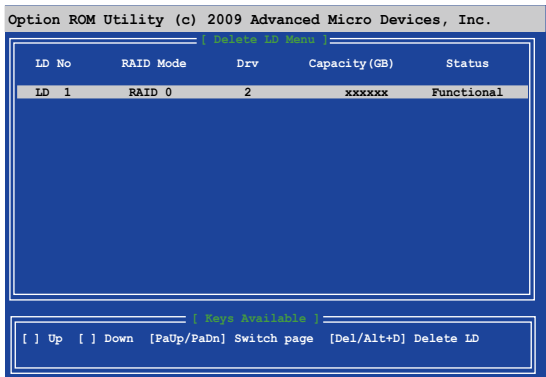 Option ROM Utility (c) 2009 Advanced Micro Devices, Inc.
[ Delete LD Menu ]
LD No RAID Mode Drv Capacity(GB) Status
LD 1 RAID 0 2 xxxxxx Functional
[ Keys Available ]
[ ] Up [ ] Down [PaUp/PaDn] Switch page [Del/Alt+D] Delete LD